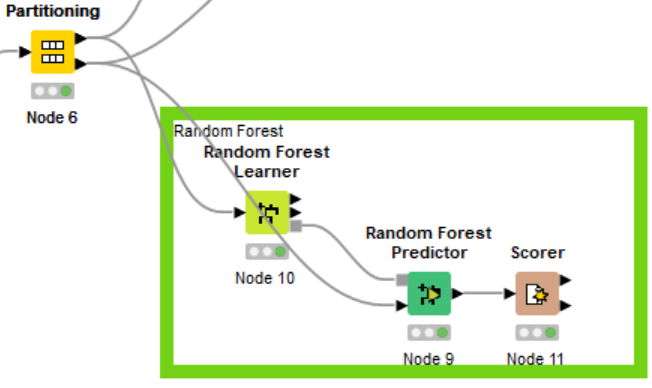 Partitioning
Node 6
Random Forest
Random Forest
Learner
Node 10
Random Forest
Predictor
Node 9
Scorer
Node 11